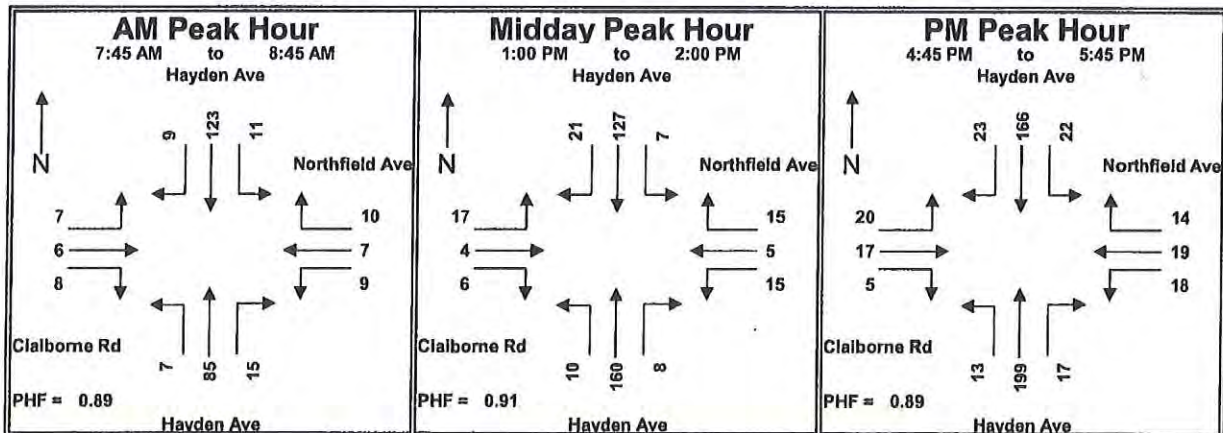 AM Peak Hour
7:45 AM to 8:45 AM
Hayden Ave
9 123 11
N
Northfield Ave
7 10
6 7
8 9
Claiborne Rd
7 85 15
PHF = 0.89
Hayden Ave
Midday Peak Hour
1:00 PM to 2:00 PM
Hayden Ave
21 127 7
N
Northfield Ave
17 15
4 5
6 15
Claiborne Rd
10 160 8
PHF = 0.91
Hayden Ave
PM Peak Hour
4:45 PM to 5:45 PM
Hayden Ave
23 166 22
N
Northfield Ave
20 14
17 19
5 18
Claiborne Rd
13 199 17
PHF = 0.89
Hayden Ave